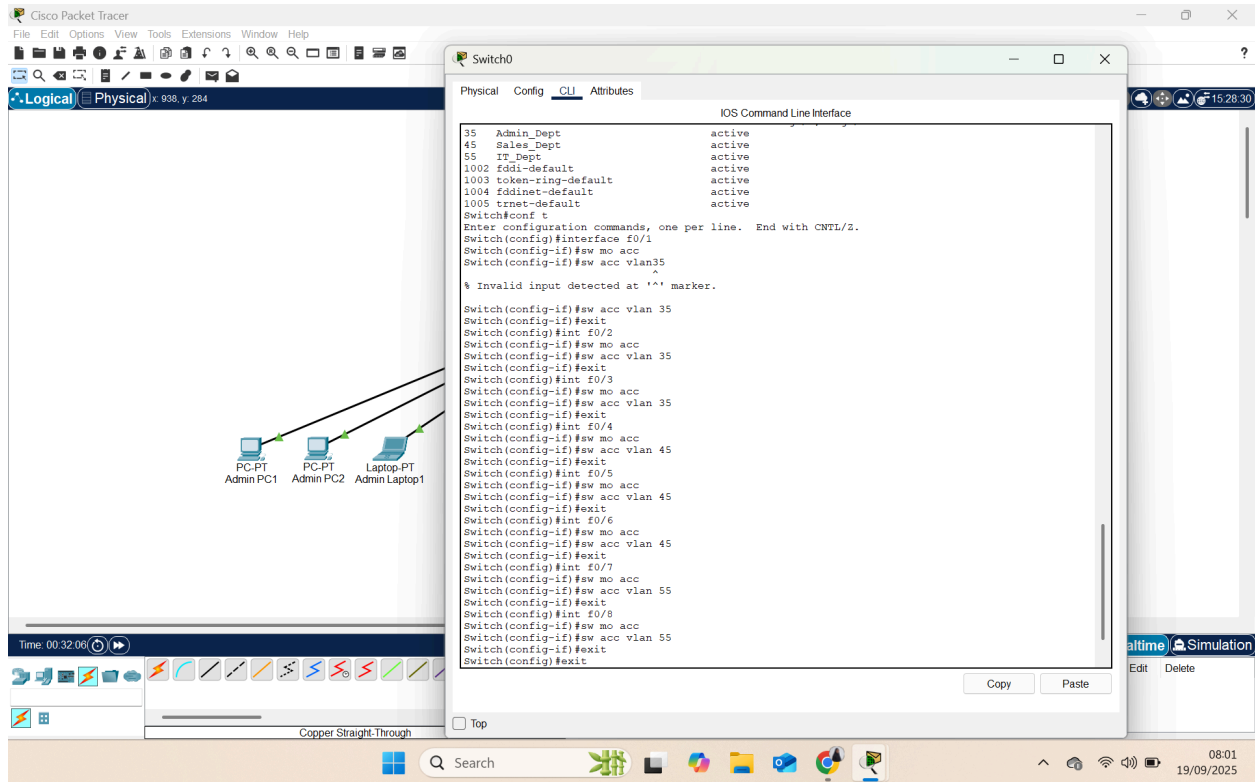 Cisco Packet Tracer
File Edit Options View Tools Extensions Window Help
?
Logical Physical x: 938, y: 284
15:28:30
Switch0
Physical Config CLI Attributes
IOS Command Line Interface
35 Admin_Dept active
45 Sales_Dept active
55 IT_Dept active
1002 fddi-default active
1003 token-ring-default active
1004 fddinet-default active
1005 trnet-default active
Switch#conf t
Enter configuration commands, one per line. End with CNTL/Z.
Switch(config)#interface f0/1
Switch(config-if)#sw mo acc
Switch(config-if)#sw acc vlan35
^
% Invalid input detected at '^' marker.
Switch(config-if)#sw acc vlan 35
Switch(config-if)#exit
Switch(config)#int f0/2
Switch(config-if)#sw mo acc
Switch(config-if)#sw acc vlan 35
Switch(config-if)#exit
Switch(config)#int f0/3
Switch(config-if)#sw mo acc
Switch(config-if)#sw acc vlan 35
Switch(config-if)#exit
Switch(config)#int f0/4
Switch(config-if)#sw mo acc
Switch(config-if)#sw acc vlan 45
Switch(config-if)#exit
Switch(config)#int f0/5
Switch(config-if)#sw mo acc
Switch(config-if)#sw acc vlan 45
Switch(config-if)#exit
Switch(config)#int f0/6
Switch(config-if)#sw mo acc
Switch(config-if)#sw acc vlan 45
Switch(config-if)#exit
Switch(config)#int f0/7
Switch(config-if)#sw mo acc
Switch(config-if)#sw acc vlan 55
Switch(config-if)#exit
Switch(config)#int f0/8
Switch(config-if)#sw mo acc
Switch(config-if)#sw acc vlan 55
Switch(config-if)#exit
Switch(config)#exit
Copy Paste
Top
PC-PT
Admin PC1
PC-PT
Admin PC2
Laptop-PT
Admin Laptop1
Time: 00:32:06
altime Simulation
Edit Delete
Copper Straight-Through
Search
08:01
19/09/2025